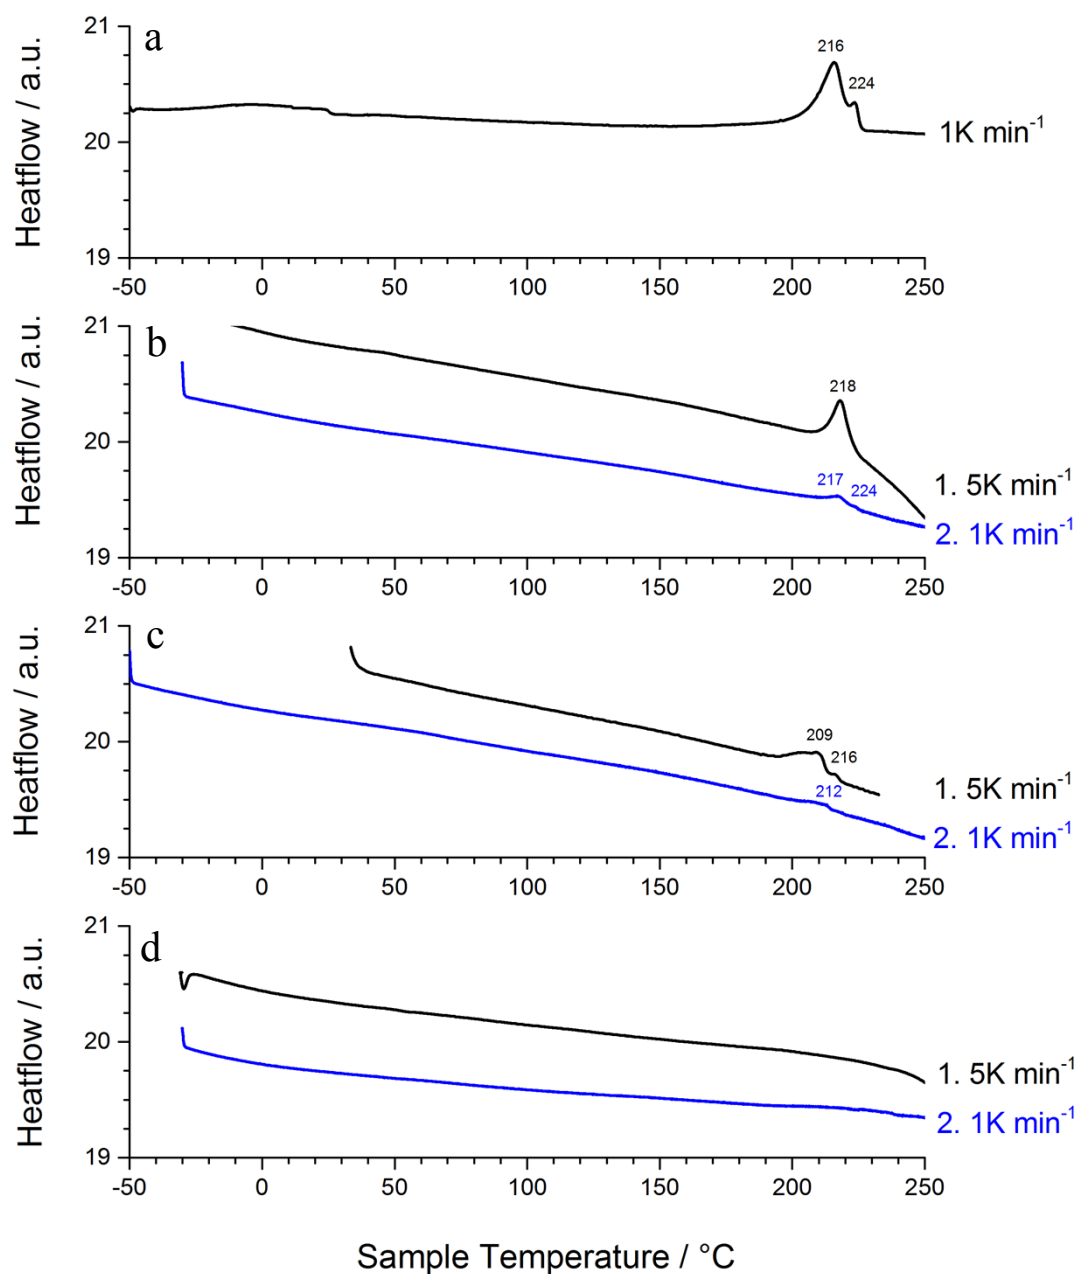 a
21
20
19
Heatflow / a.u.
216
224
1K min⁻¹
-50 0 50 100 150 200 250
b
21
20
19
Heatflow / a.u.
218
217
224
1. 5K min⁻¹
2. 1K min⁻¹
-50 0 50 100 150 200 250
c
21
20
19
Heatflow / a.u.
209
216
212
1. 5K min⁻¹
2. 1K min⁻¹
-50 0 50 100 150 200 250
d
21
20
19
Heatflow / a.u.
1. 5K min⁻¹
2. 1K min⁻¹
-50 0 50 100 150 200 250
Sample Temperature / °C